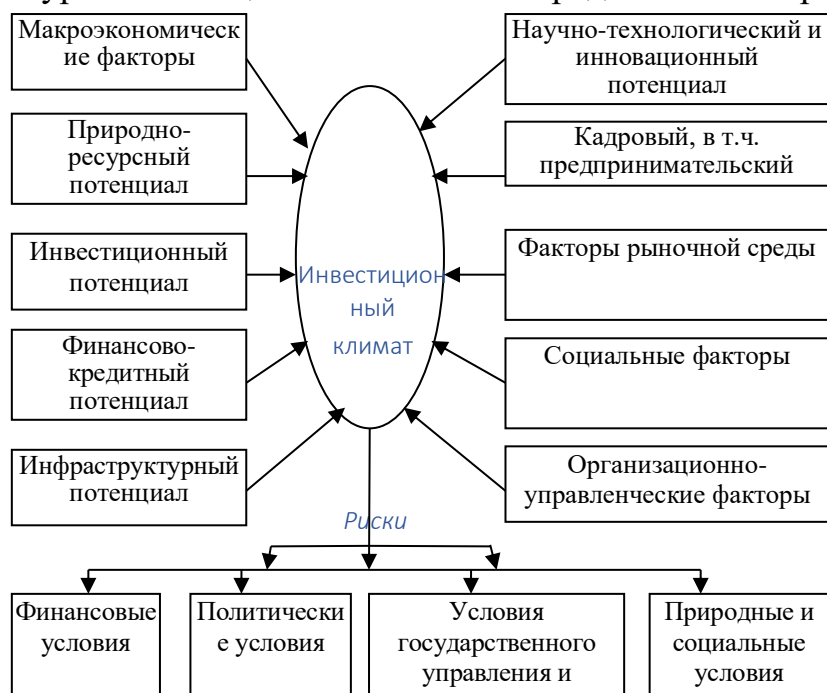 Макроэкономическ
ие факторы
Научно-технологический и
инновационный
потенциал
Природно-
ресурсный
потенциал
Кадровый, в т.ч.
предпринимательский
Инвестиционный
потенциал
Факторы рыночной среды
Инвестицион
ный
климат
Финансово-
кредитный
потенциал
Социальные факторы
Инфраструктурный
потенциал
Организационно-
управленческие факторы
Риски
Финансовые
условия
Политически
е условия
Условия
государственного
управления и
Природные и
социальные
условия